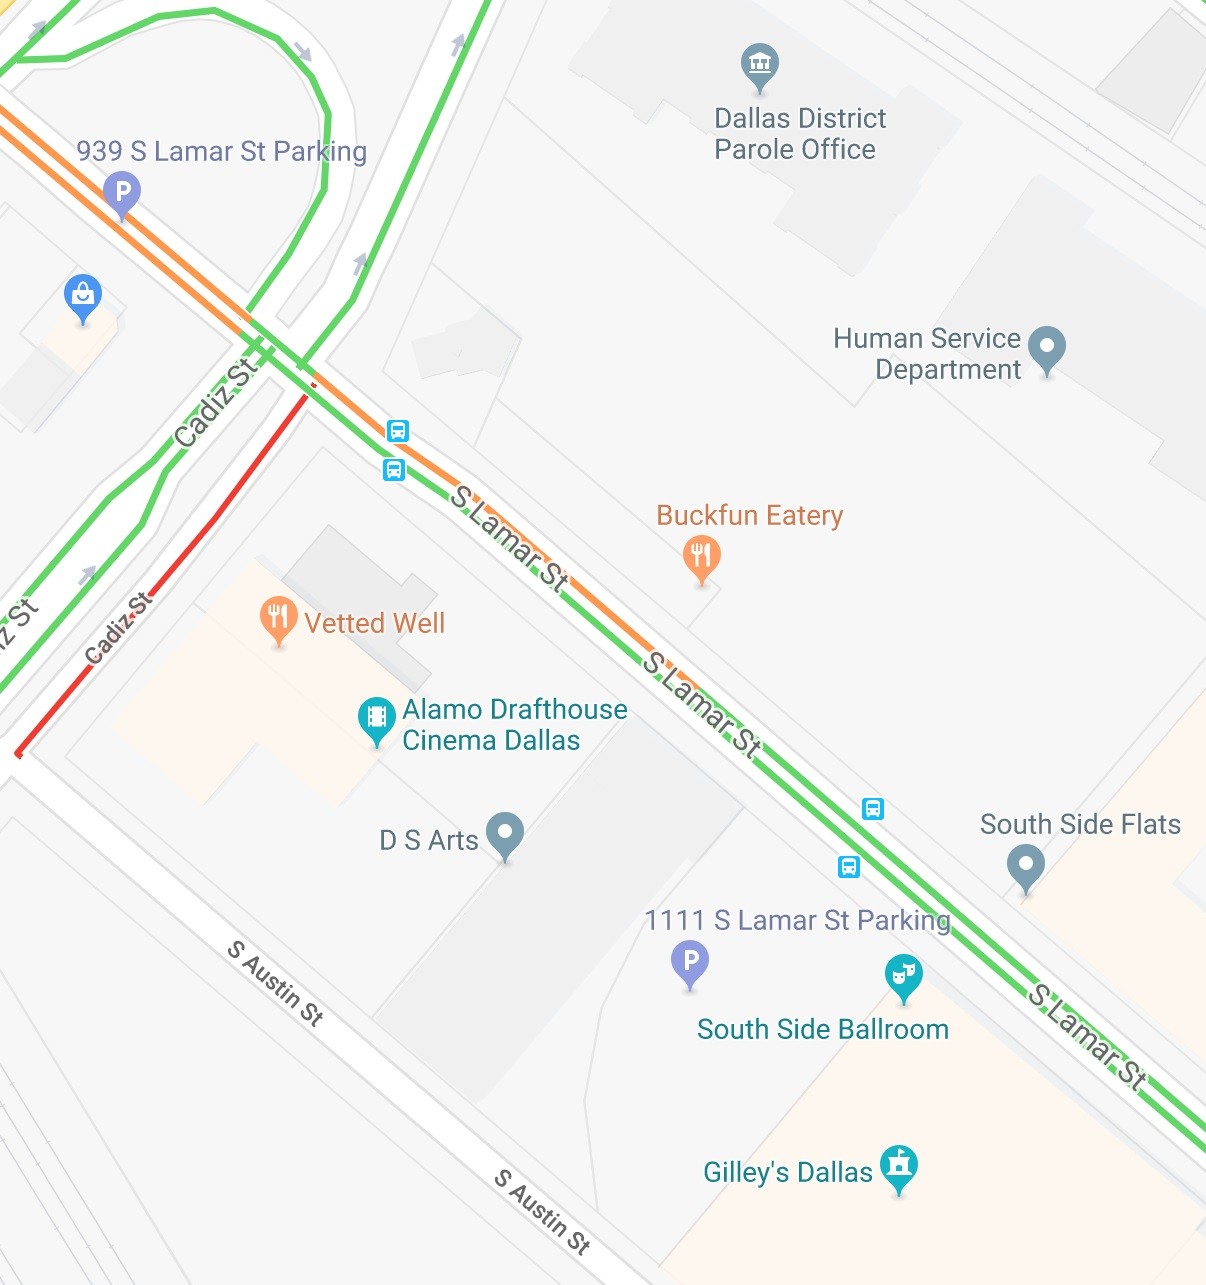 Dallas District
Parole Office
939 S Lamar St Parking
P
Human Service
Department
Cadiz St
S Lamar St
Buckfun Eatery
Cadiz St
St
Vetted Well
S Lamar St
Alamo Drafthouse
Cinema Dallas
D S Arts
South Side Flats
1111 S Lamar St Parking
P
S Austin St
South Side Ballroom
S Lamar St
Gilley's Dallas
S Austin St